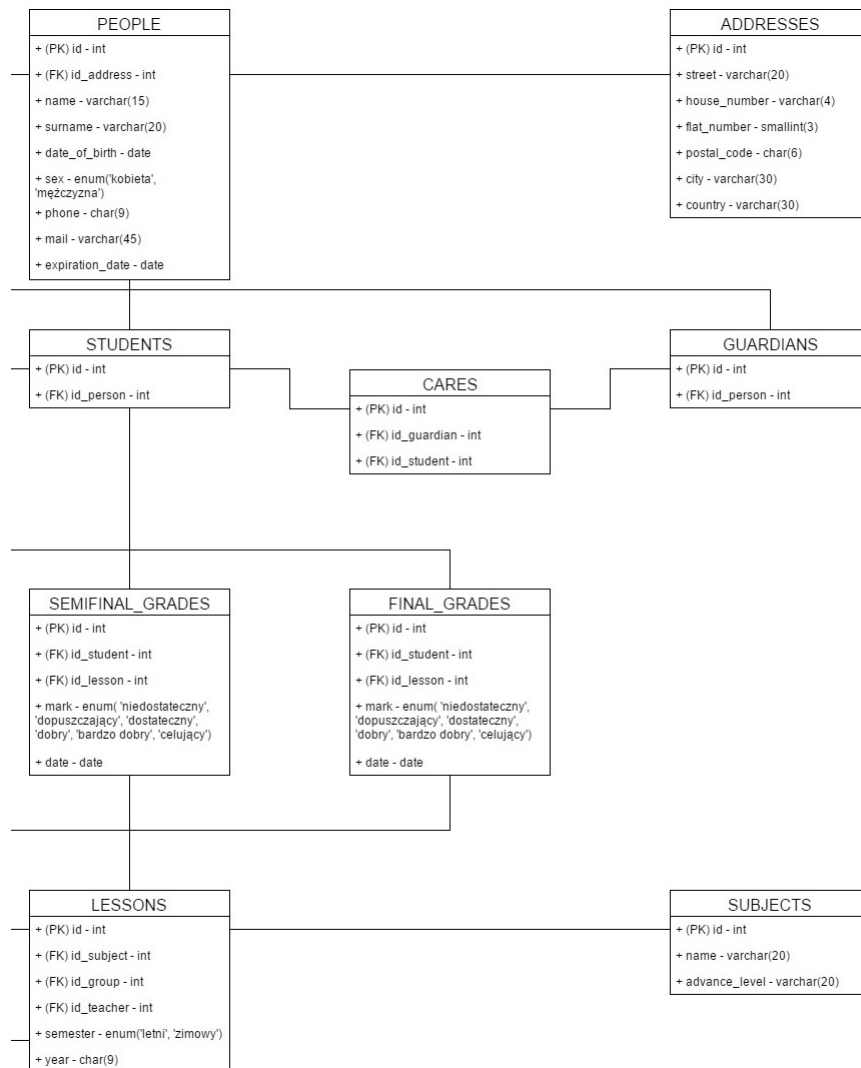 PEOPLE
+ (PK) id - int
+ (FK) id_address - int
+ name - varchar(15)
+ surname - varchar(20)
+ date_of_birth - date
+ sex - enum('kobieta',
'mężczyzna')
+ phone - char(9)
+ mail - varchar(45)
+ expiration_date - date
ADDRESSES
+ (PK) id - int
+ street - varchar(20)
+ house_number - varchar(4)
+ flat_number - smallint(3)
+ postal_code - char(6)
+ city - varchar(30)
+ country - varchar(30)
STUDENTS
+ (PK) id - int
+ (FK) id_person - int
CARES
+ (PK) id - int
+ (FK) id_guardian - int
+ (FK) id_student - int
GUARDIANS
+ (PK) id - int
+ (FK) id_person - int
SEMIFINAL_GRADES
+ (PK) id - int
+ (FK) id_student - int
+ (FK) id_lesson - int
+ mark - enum( 'niedostateczny',
'dopuszczający', 'dostateczny',
'dobry', 'bardzo dobry', 'celujący')
+ date - date
FINAL_GRADES
+ (PK) id - int
+ (FK) id_student - int
+ (FK) id_lesson - int
+ mark - enum( 'niedostateczny',
'dopuszczający', 'dostateczny',
'dobry', 'bardzo dobry', 'celujący')
+ date - date
LESSONS
+ (PK) id - int
+ (FK) id_subject - int
+ (FK) id_group - int
+ (FK) id_teacher - int
+ semester - enum('letni', 'zimowy')
+ year - char(9)
SUBJECTS
+ (PK) id - int
+ name - varchar(20)
+ advance_level - varchar(20)